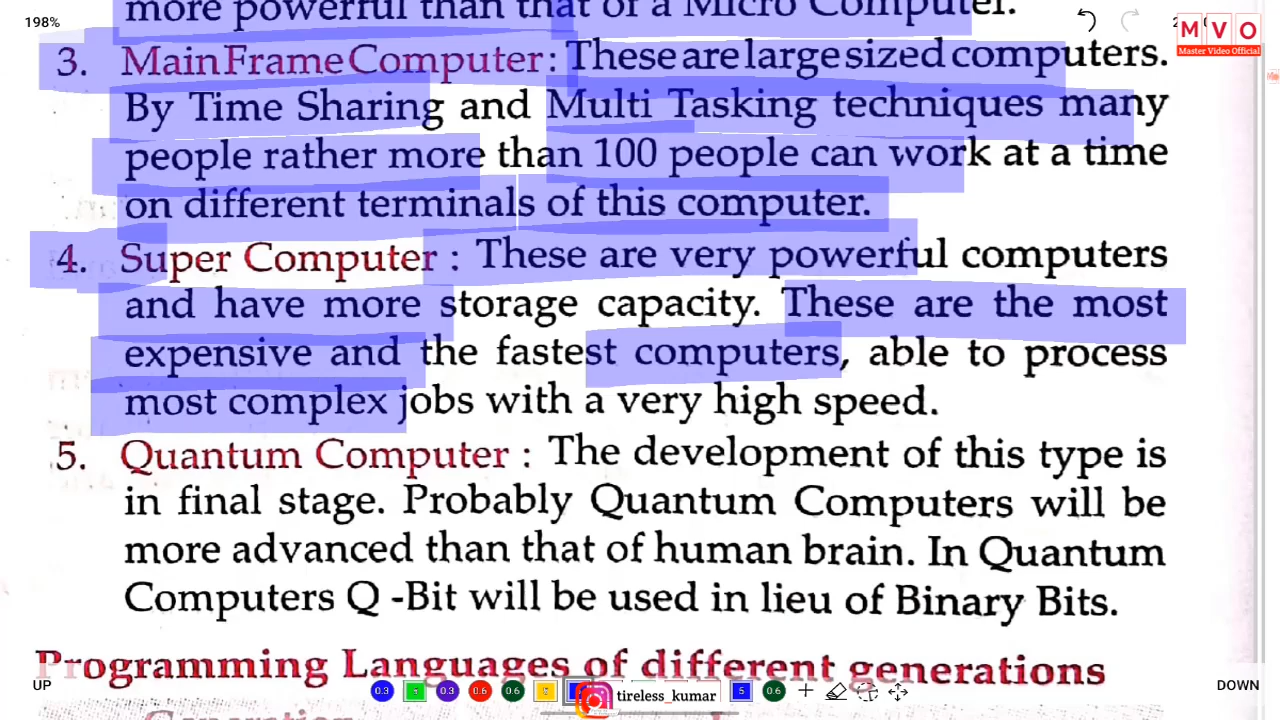 198%
more powerful than that of a Micro Computer.
MVO
Master Video Official
3. Main Frame Computer : These are large sized computers.
By Time Sharing and Multi Tasking techniques many
people rather more than 100 people can work at a time
on different terminals of this computer.
4. Super Computer : These are very powerful computers
and have more storage capacity. These are the most
expensive and the fastest computers, able to process
most complex jobs with a very high speed.
5. Quantum Computer : The development of this type is
in final stage. Probably Quantum Computers will be
more advanced than that of human brain. In Quantum
Computers Q -Bit will be used in lieu of Binary Bits.
Programming Languages of different generations
UP
DOWN
0.3
0.3
0.6
0.6
tireless_kumar
5
0.6